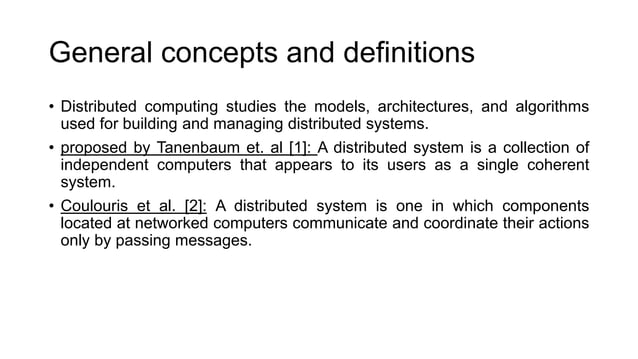 General concepts and definitions
• Distributed computing studies the models, architectures, and algorithms
used for building and managing distributed systems.
• proposed by Tanenbaum et. al [1]: A distributed system is a collection of
independent computers that appears to its users as a single coherent
system.
• Coulouris et al. [2]: A distributed system is one in which components
located at networked computers communicate and coordinate their actions
only by passing messages.